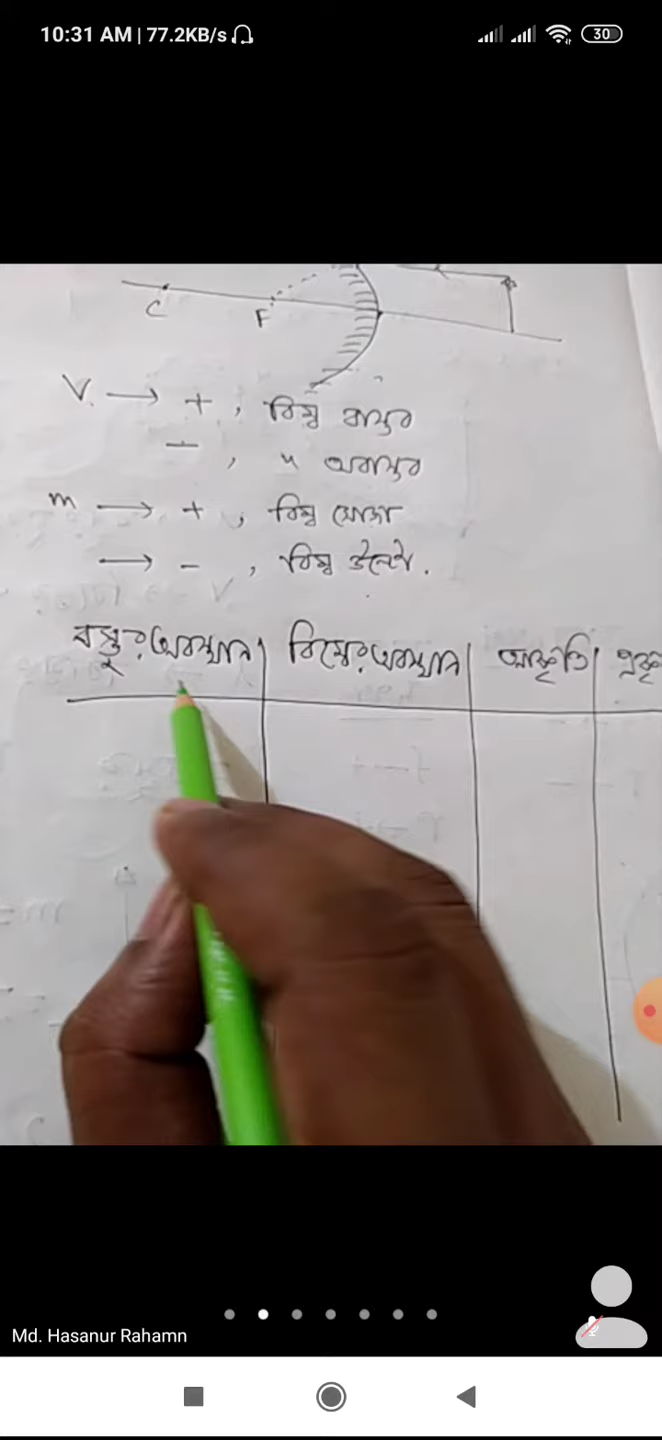 10:31 AM | 77.2KB/s
30
C
F
V. → +, বিম্ব বাস্তব
-, " অবাস্তব
m → +, বিম্ব সোজা
→ -, বিম্ব উল্টো.
বস্তুর অবস্থান | বিম্বের অবস্থান | আকৃতি |
Md. Hasanur Rahamn